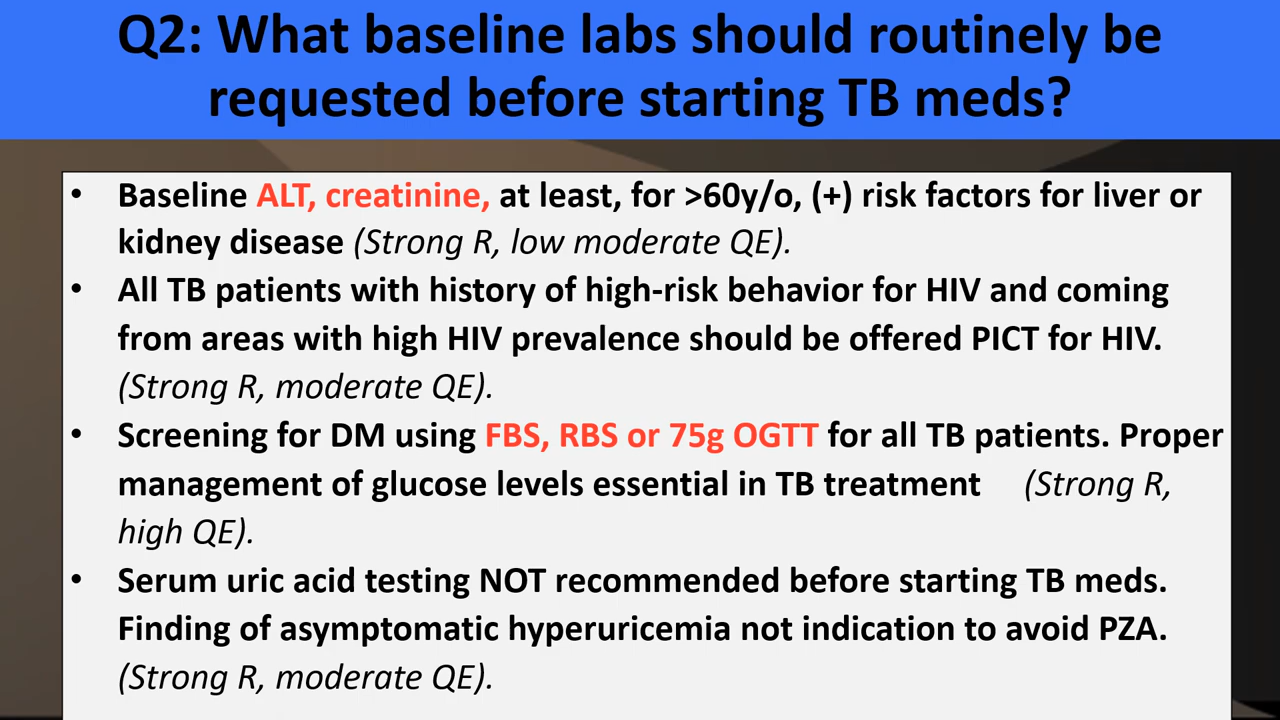 Q2: What baseline labs should routinely be
requested before starting TB meds?
• Baseline ALT, creatinine, at least, for >60y/o, (+) risk factors for liver or
kidney disease (Strong R, low moderate QE).
• All TB patients with history of high-risk behavior for HIV and coming
from areas with high HIV prevalence should be offered PICT for HIV.
(Strong R, moderate QE).
• Screening for DM using FBS, RBS or 75g OGTT for all TB patients. Proper
management of glucose levels essential in TB treatment (Strong R,
high QE).
• Serum uric acid testing NOT recommended before starting TB meds.
Finding of asymptomatic hyperuricemia not indication to avoid PZA.
(Strong R, moderate QE).